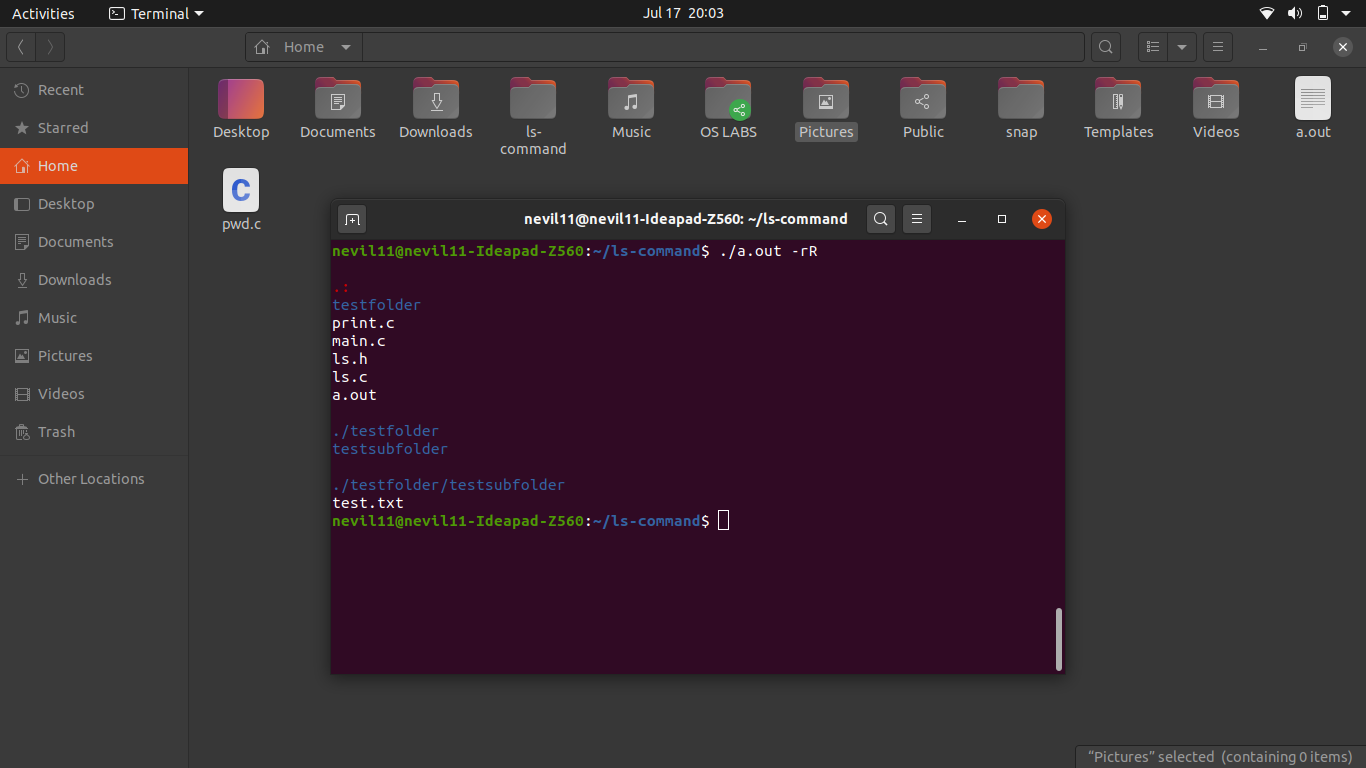 Activities Terminal Jul 17 20:03
Home
Recent
Starred
Home
Desktop
Documents
Downloads
Music
Pictures
Videos
Trash
Other Locations
Desktop Documents Downloads ls-command Music OS LABS Pictures Public snap Templates Videos a.out
C
pwd.c
nevil11@nevil11-Ideapad-Z560: ~/ls-command
nevil11@nevil11-Ideapad-Z560:~/ls-command$ ./a.out -rR
.:
testfolder
print.c
main.c
ls.h
ls.c
a.out
./testfolder
testsubfolder
./testfolder/testsubfolder
test.txt
nevil11@nevil11-Ideapad-Z560:~/ls-command$
“Pictures” selected (containing 0 items)